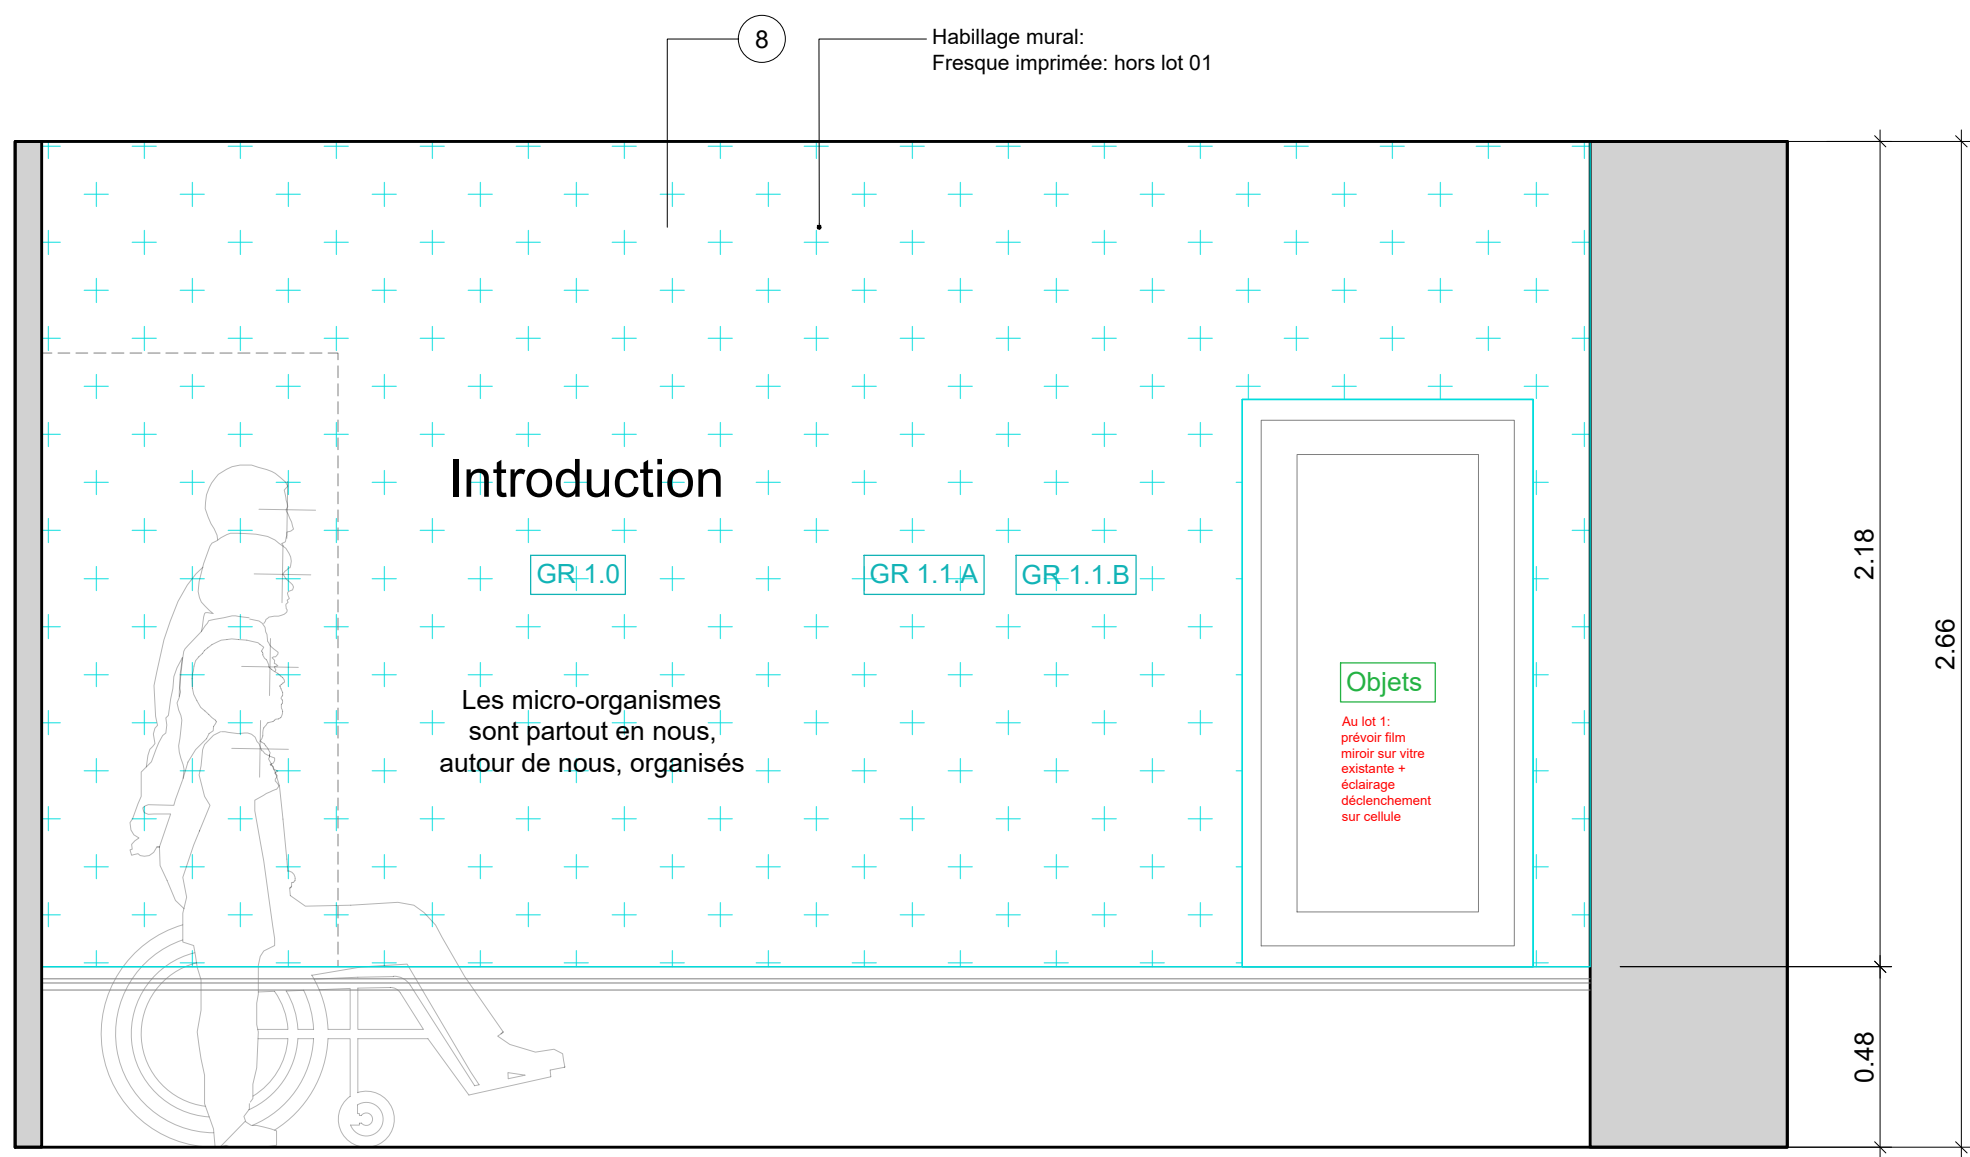 8
Habillage mural:
Fresque imprimée: hors lot 01
Introduction
GR 1.0
GR 1.1.A
GR 1.1.B
Les micro-organismes
sont partout en nous,
autour de nous, organisés
Objets
Au lot 1:
prévoir film
miroir sur vitre
existante +
éclairage
déclenchement
sur cellule
2.18
2.66
0.48